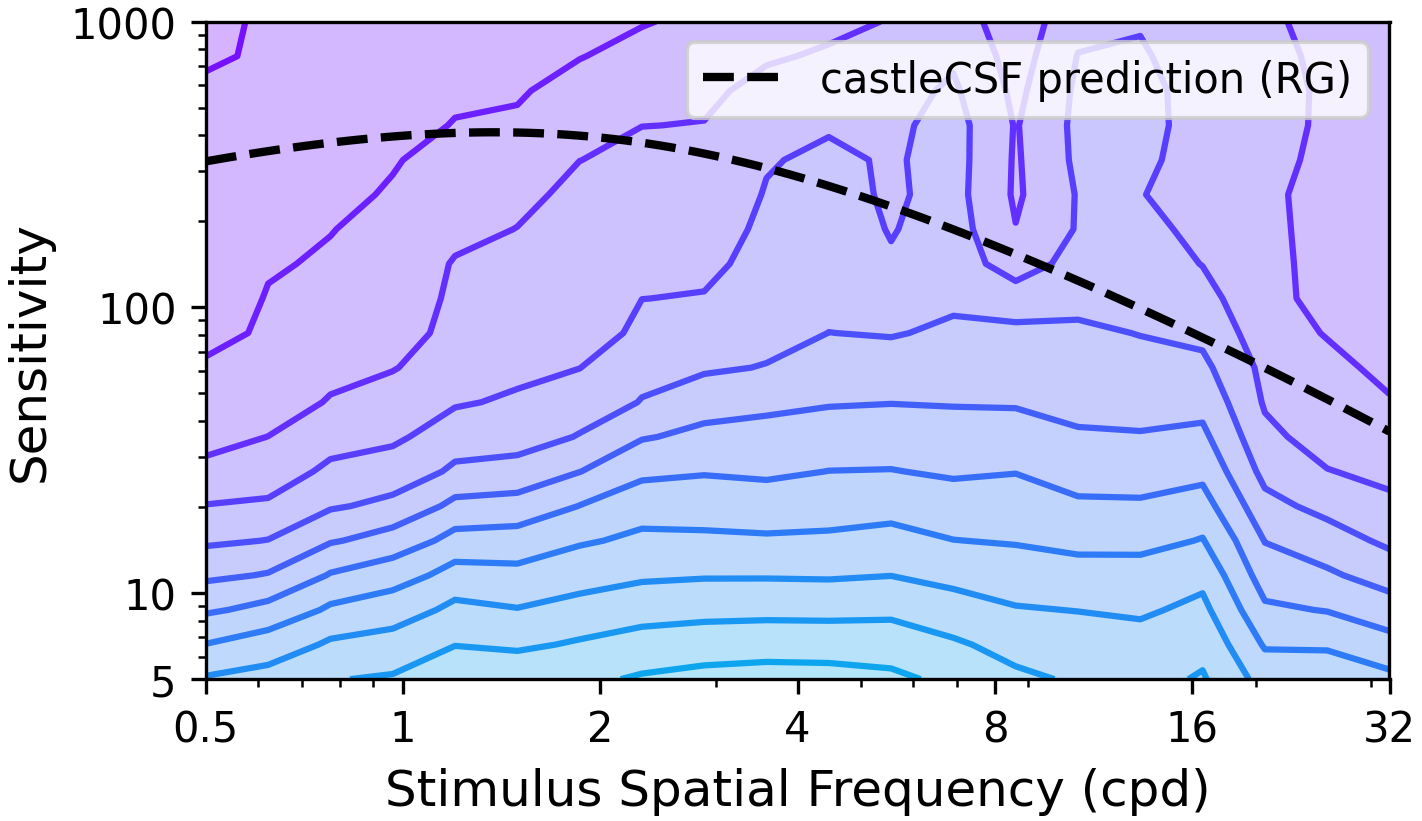 1000
100
10
5
Sensitivity
castleCSF prediction (RG)
0.5 1 2 4 8 16 32
Stimulus Spatial Frequency (cpd)